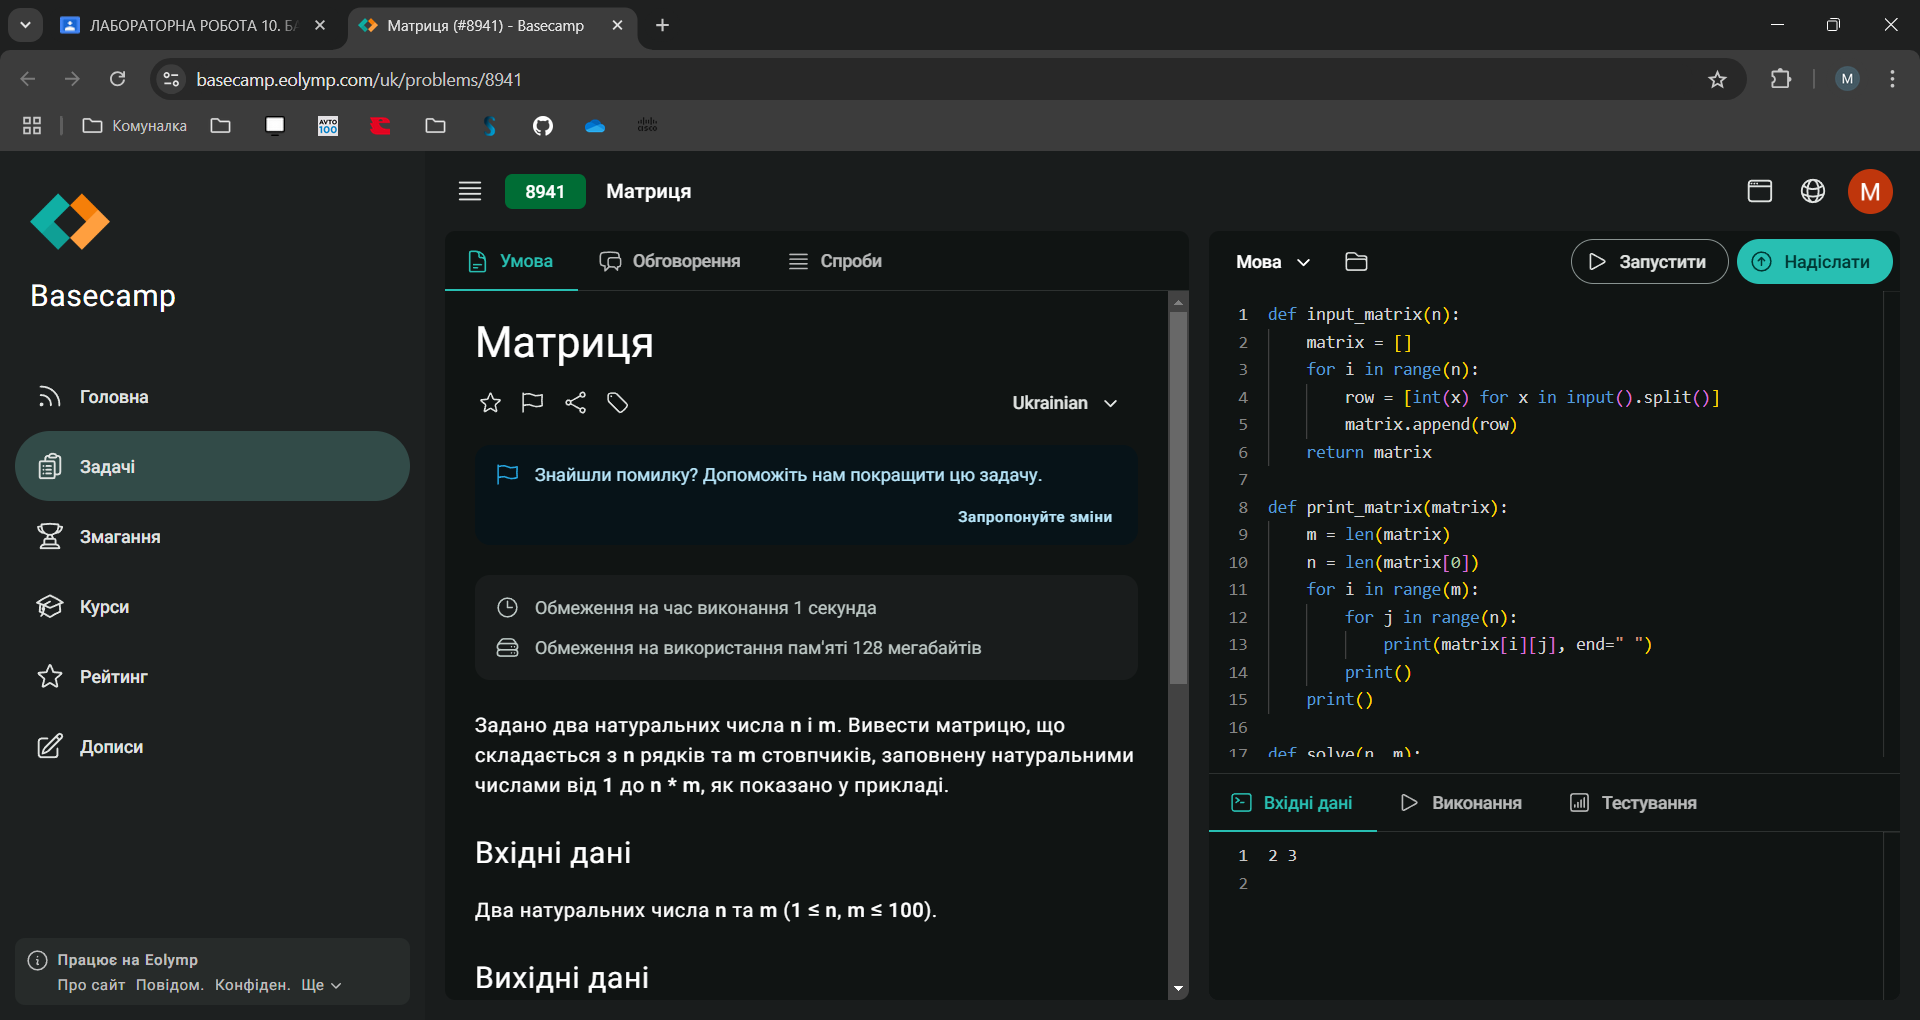 ЛАБОРАТОРНА РОБОТА 10. БА
Матриця (#8941) - Basecamp
basecamp.eolymp.com/uk/problems/8941
M
Комуналка
AVTO 100
cisco
Basecamp
Головна
Задачі
Змагання
Курси
Рейтинг
Дописи
Працює на Eolymp
Про сайт Повідом. Конфіден. Ще
8941 Матриця
M
Умова Обговорення Спроби
Матриця
Ukrainian
Знайшли помилку? Допоможіть нам покращити цю задачу.
Запропонуйте зміни
Обмеження на час виконання 1 секунда
Обмеження на використання пам'яті 128 мегабайтів
Задано два натуральних числа n і m. Вивести матрицю, що
складається з n рядків та m стовпчиків, заповнену натуральними
числами від 1 до n * m, як показано у прикладі.
Вхідні дані
Два натуральних числа n та m (1 ≤ n, m ≤ 100).
Вихідні дані
Мова Запустити Надіслати
1 def input_matrix(n):
2 matrix = []
3 for i in range(n):
4 row = [int(x) for x in input().split()]
5 matrix.append(row)
6 return matrix
7
8 def print_matrix(matrix):
9 m = len(matrix)
10 n = len(matrix[0])
11 for i in range(m):
12 for j in range(n):
13 print(matrix[i][j], end=" ")
14 print()
15 print()
16
17 def solve(n, m):
Вхідні дані Виконання Тестування
1 2 3
2